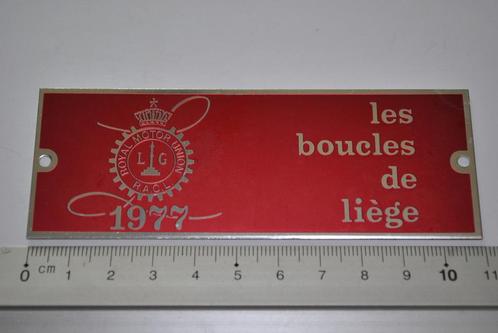 ROYAL MOTOR UNION
L G
R.A.C.L.
1977
les
boucles
de
liège
0 cm 1 2 3 4 5 6 7 8 9 10 11